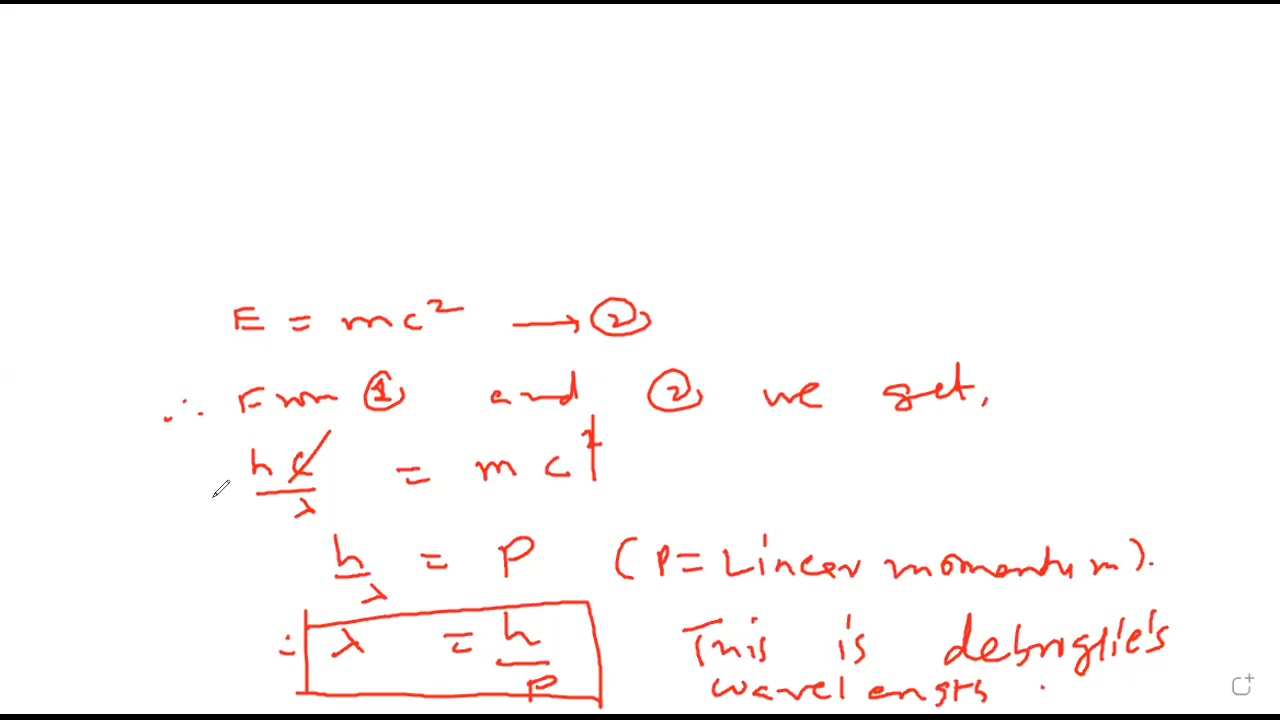 E = mc² → ②
∴ From ① and ② we get,
hc/λ = mc²
h/λ = P (P = Linear momentum).
∴ λ = h/P This is debroglie's
wavelength.